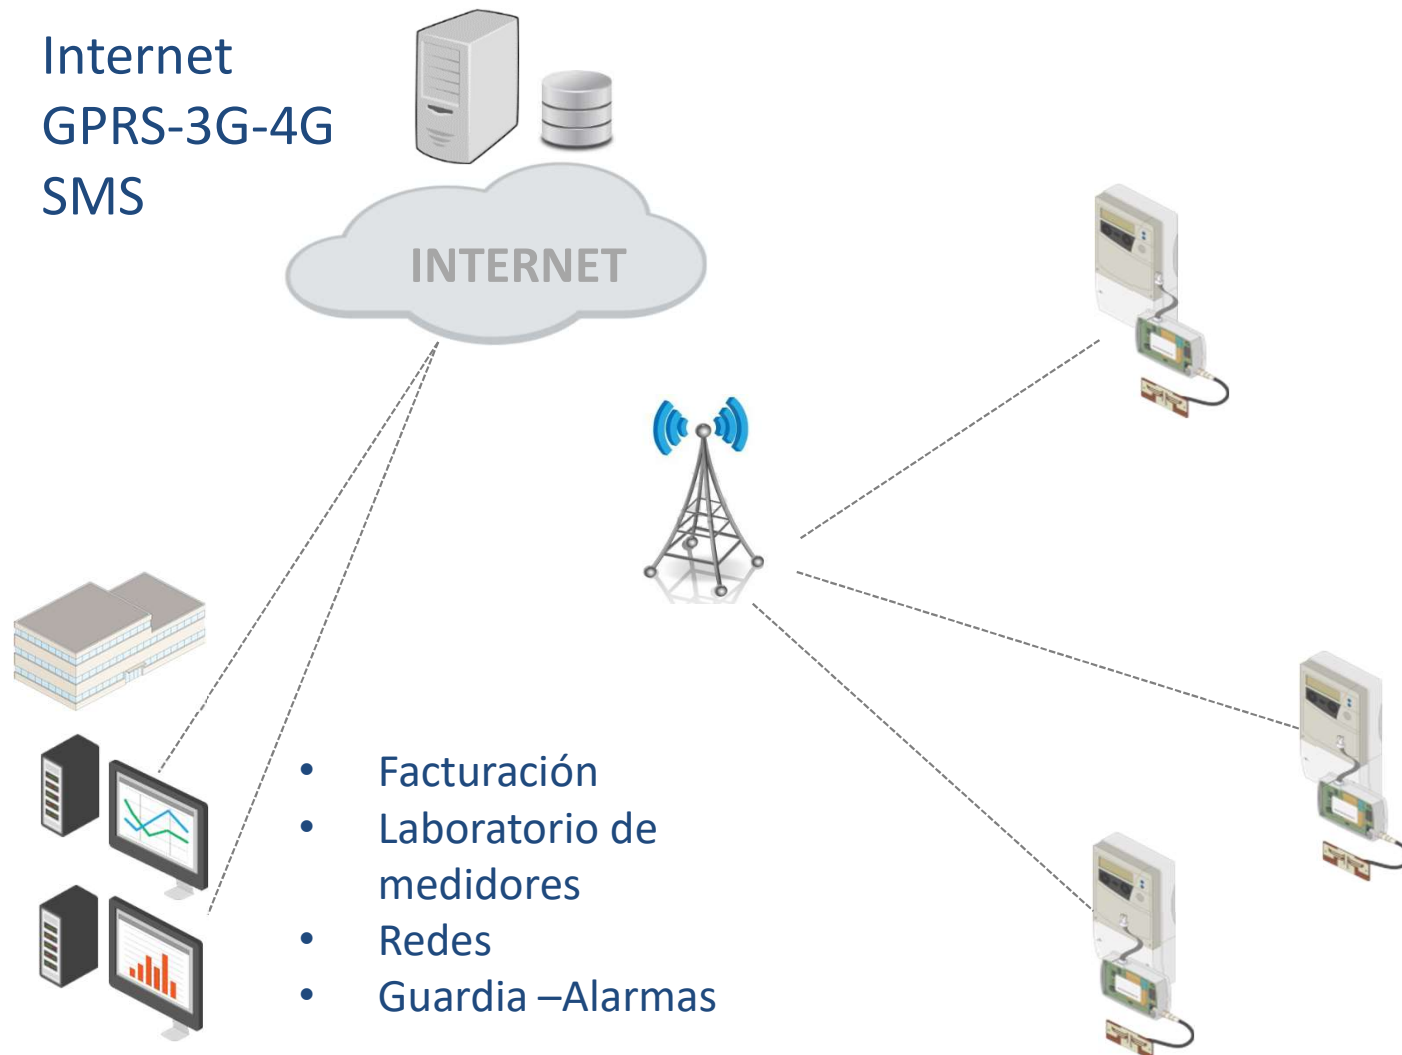 Internet
GPRS-3G-4G
SMS
INTERNET
• Facturación
• Laboratorio de
medidores
• Redes
• Guardia –Alarmas